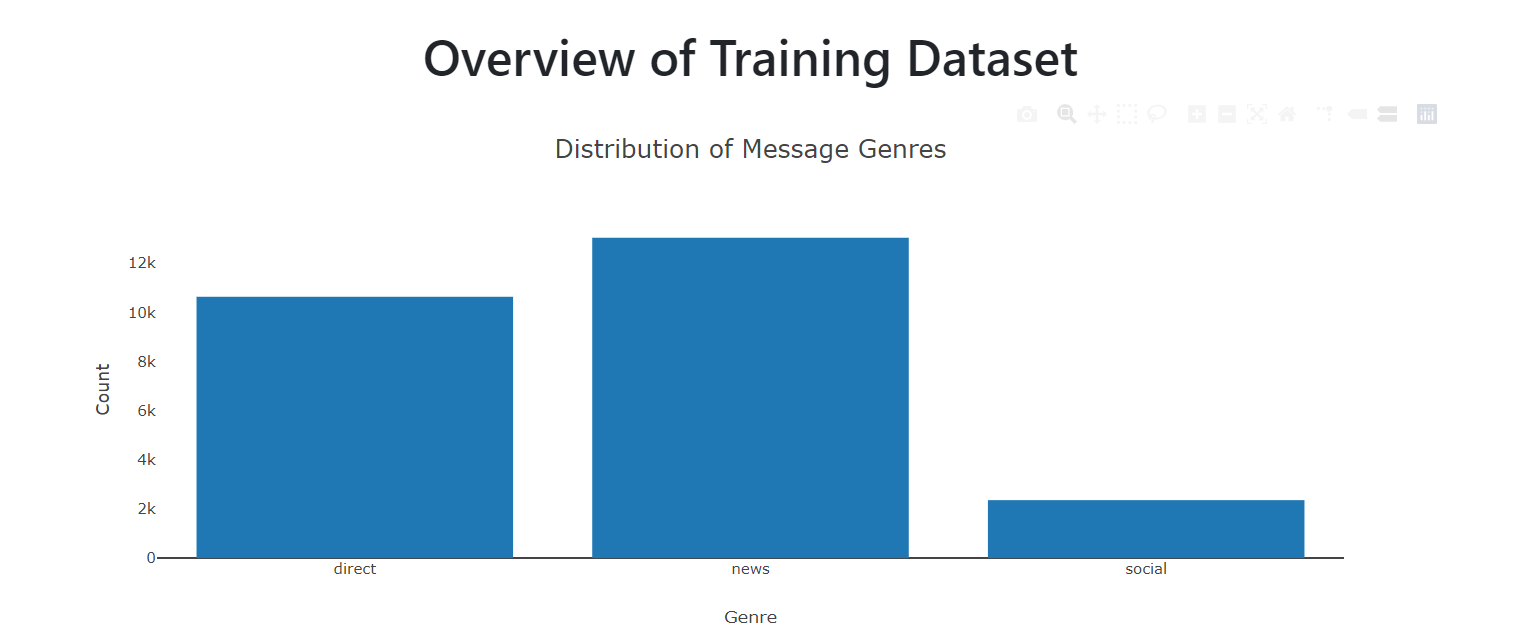 Overview of Training Dataset
Distribution of Message Genres
12k
10k
8k
6k
4k
2k
0
Count
direct news social
Genre